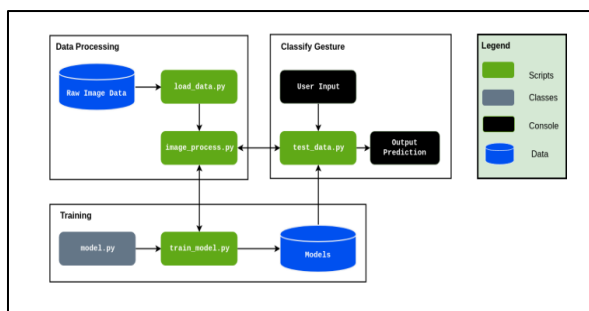 Data Processing
Raw Image Data
load_data.py
image_process.py
Classify Gesture
User Input
test_data.py
Output
Prediction
Training
model.py
train_model.py
Models
Legend
Scripts
Classes
Console
Data